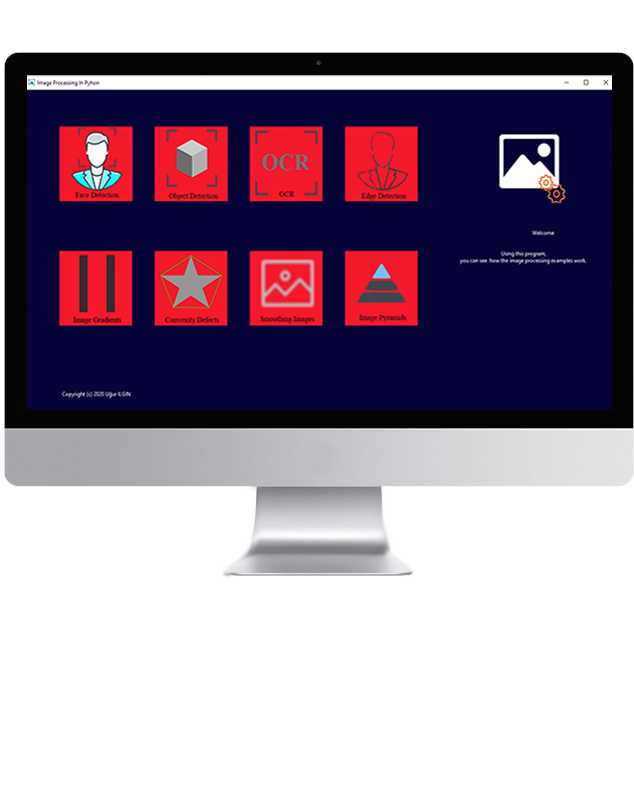 Image Processing In Pyhon
Face Detection
Object Detection
OCR
OCR
Edge Detection
Image Gradients
Convexity Defects
Smoothing Images
Image Pyramids
Welcome
Using this program,
you can see how the image processing examples work.
Copyright (c) 2020 Uğur ILGIN